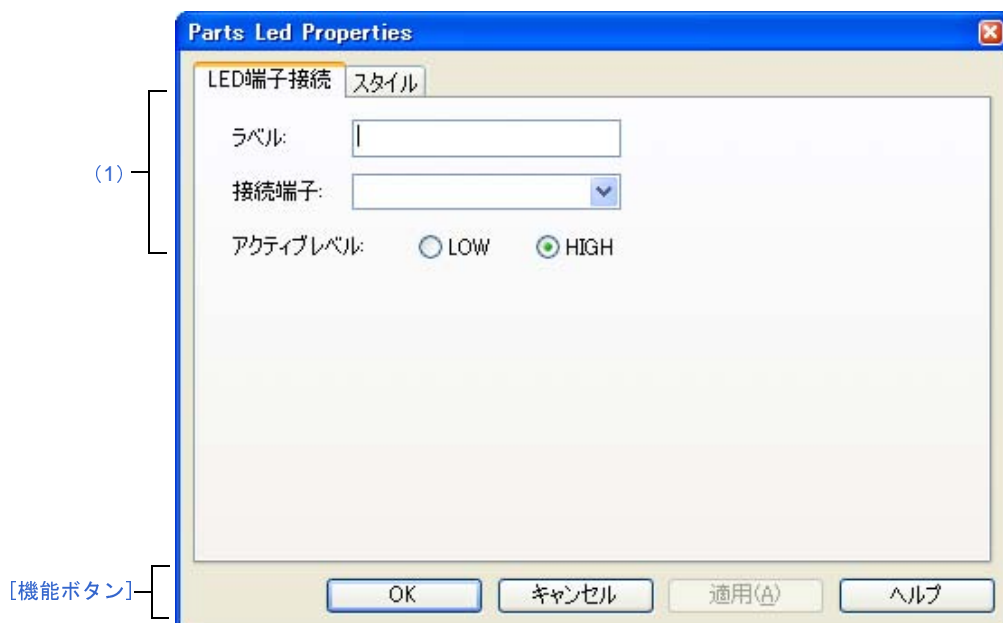 Parts Led Properties
LED端子接続 スタイル
(1)
ラベル:
接続端子:
アクティブレベル: LOW HIGH
[機能ボタン]
OK キャンセル 適用(A) ヘルプ